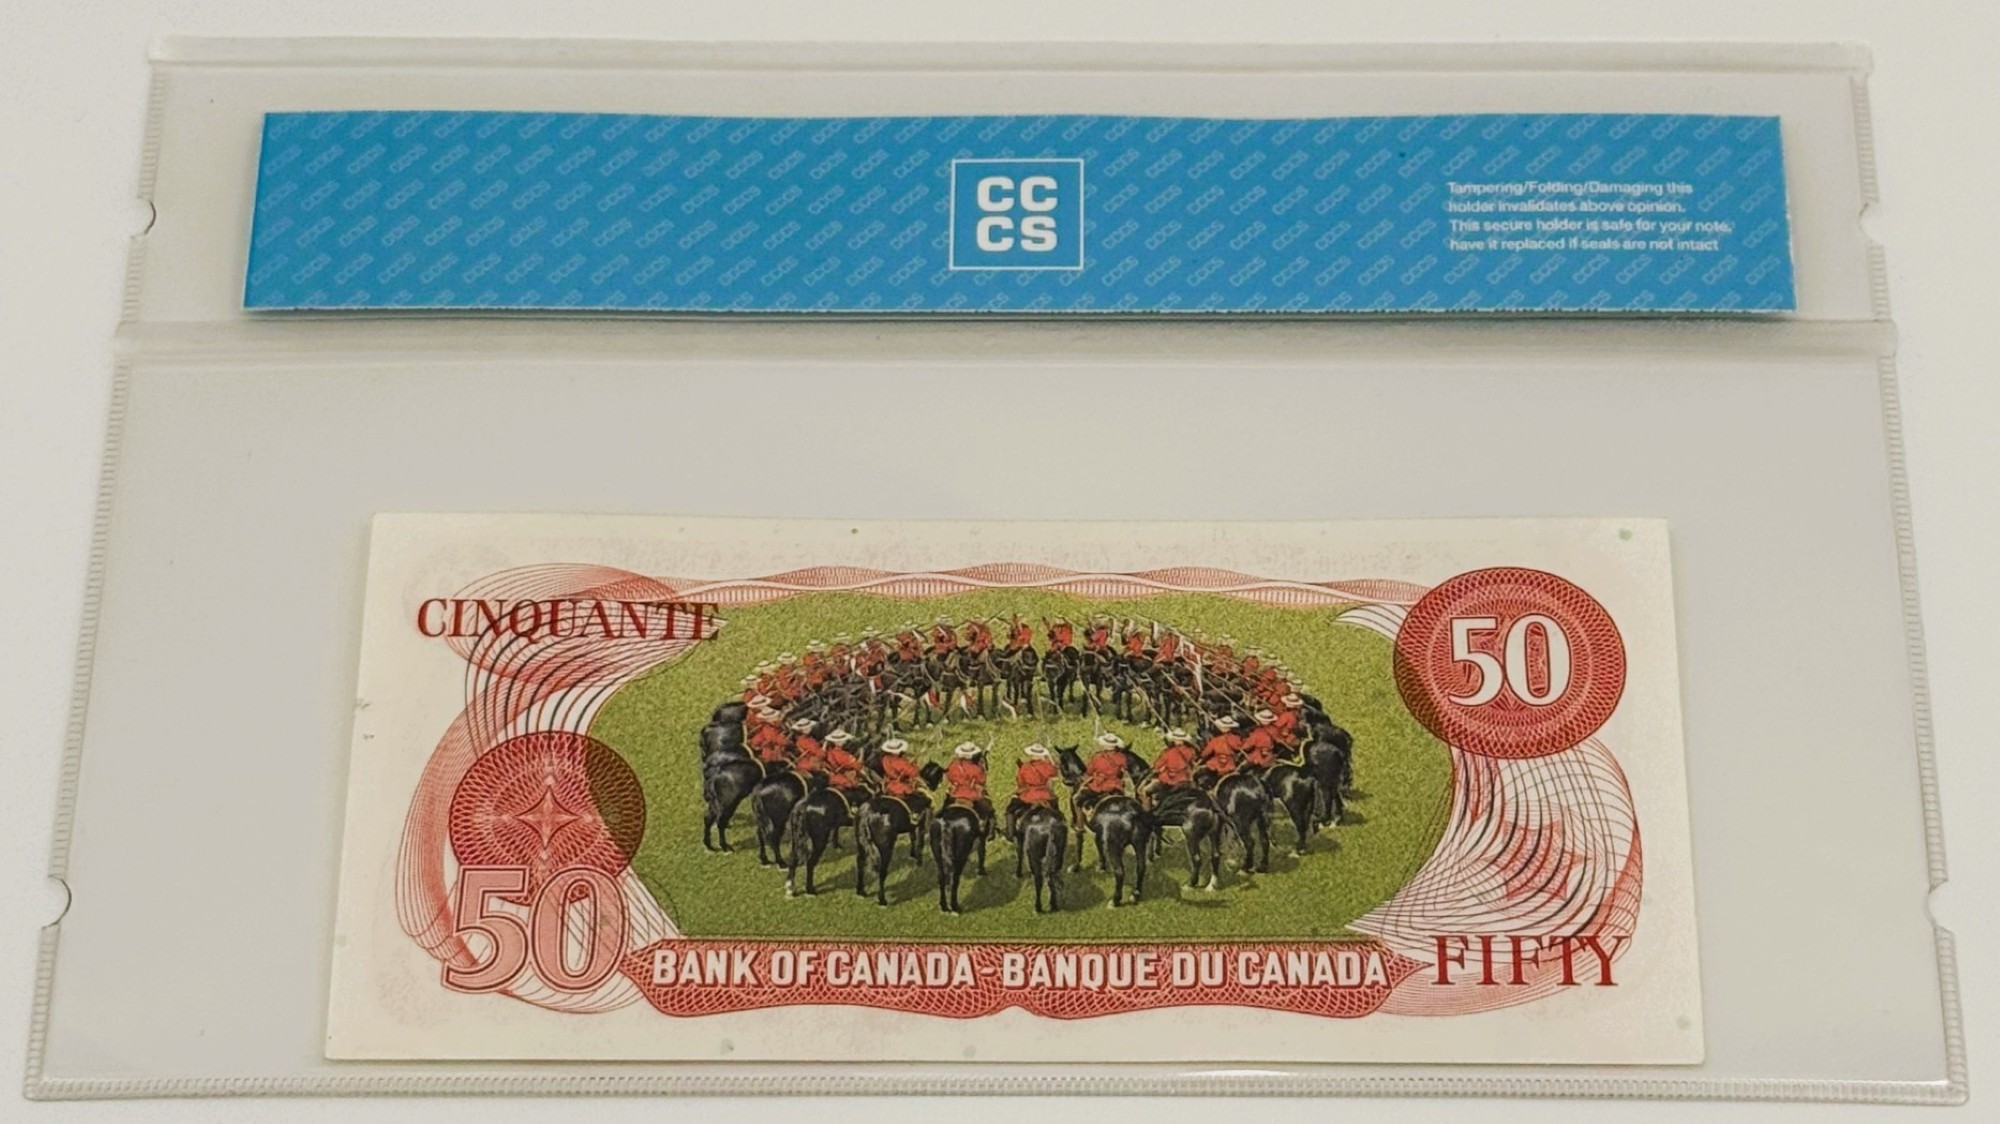 CC
CS
Tampering/Folding/Damaging this
holder invalidates above opinion.
This secure holder is safe for your note,
have it replaced if seals are not intact
CINQUANTE
50
50
BANK OF CANADA - BANQUE DU CANADA
FIFTY